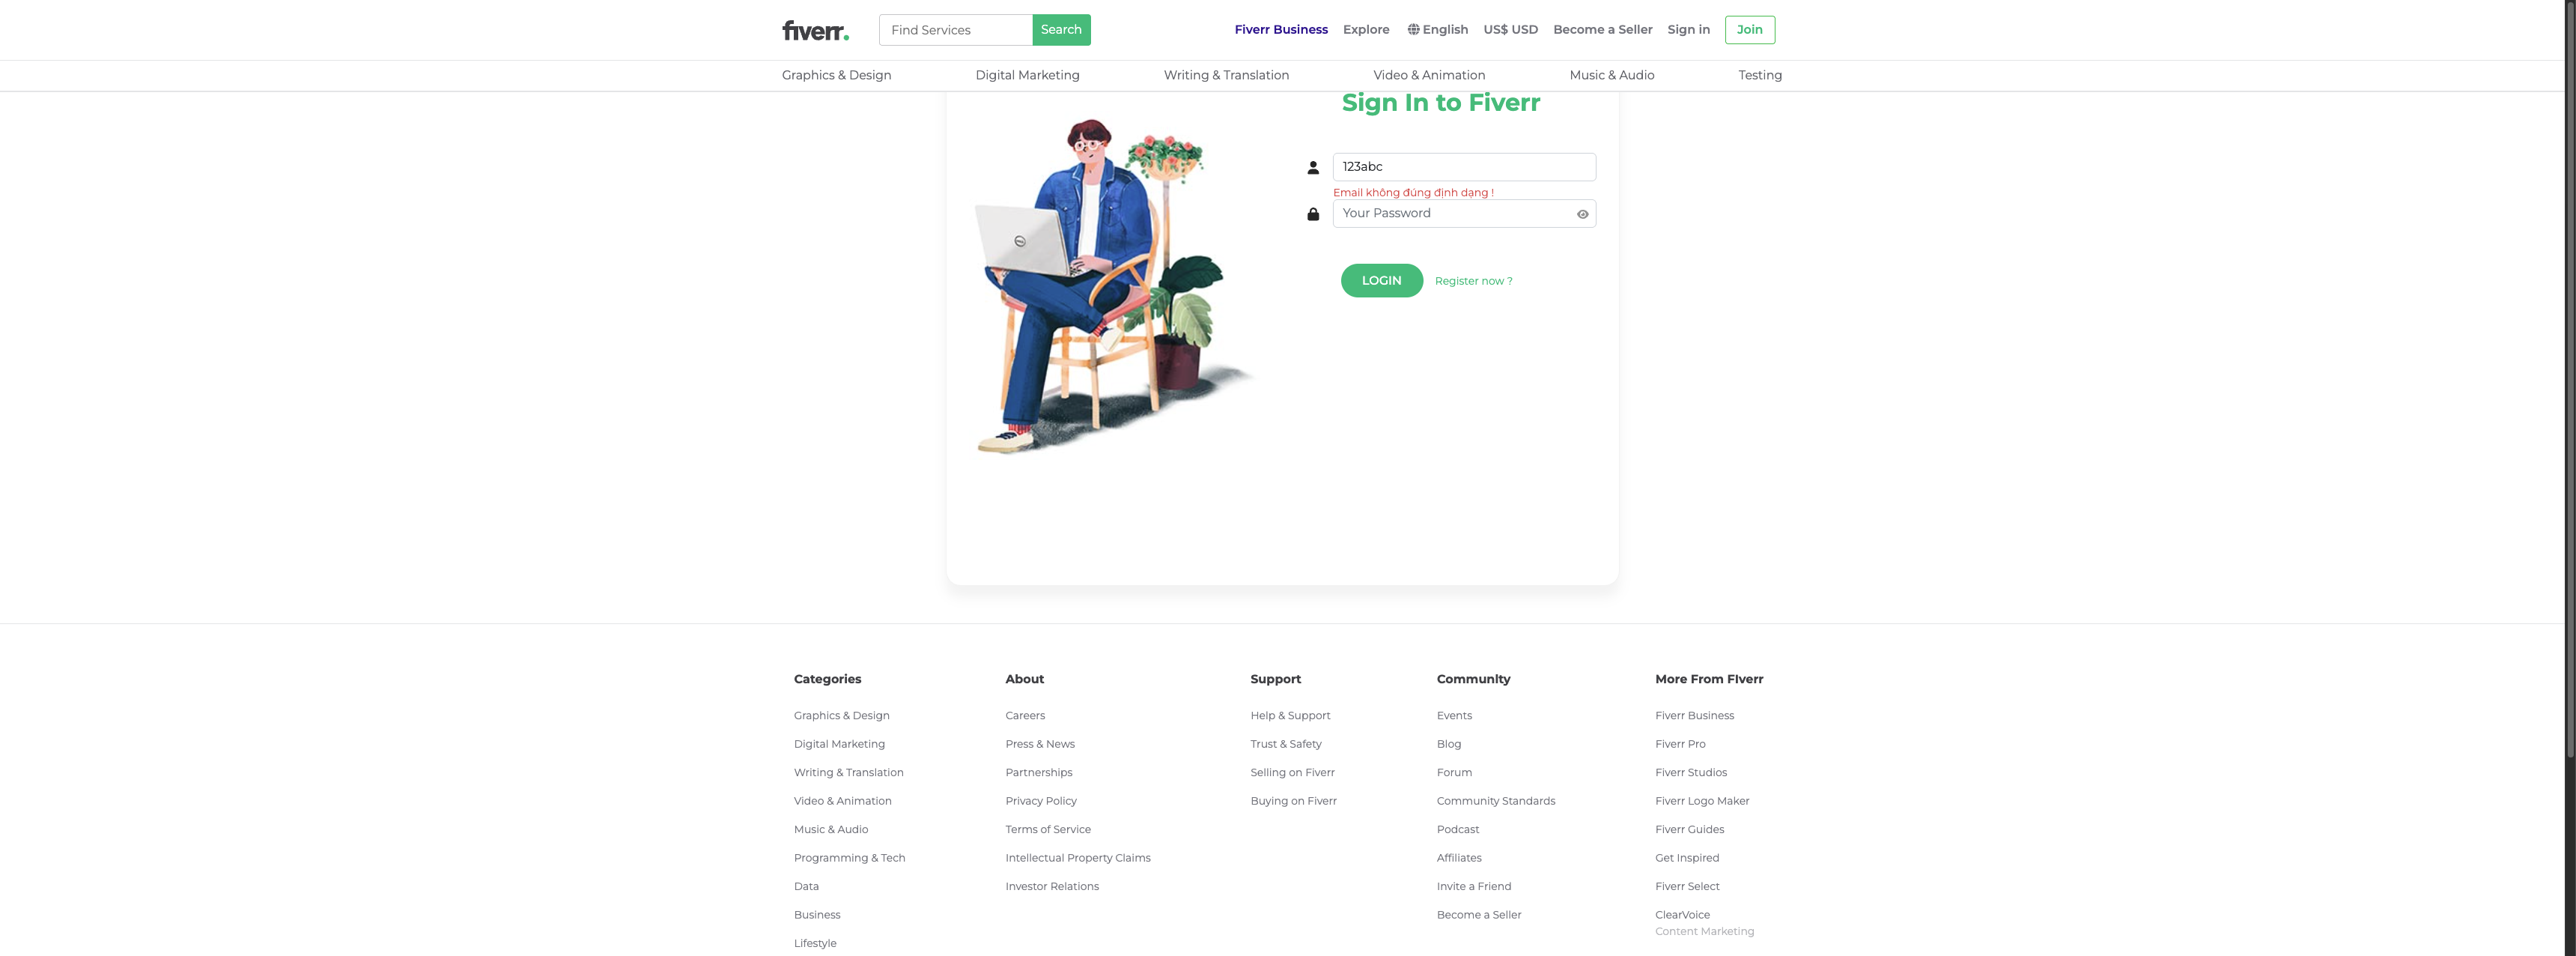 fiverr.
Find Services
Search
Fiverr Business
Explore
English
US$ USD
Become a Seller
Sign in
Join
Graphics & Design
Digital Marketing
Writing & Translation
Video & Animation
Music & Audio
Testing
Sign In to Fiverr
123abc
Email không đúng định dạng !
Your Password
LOGIN
Register now ?
Categories
Graphics & Design
Digital Marketing
Writing & Translation
Video & Animation
Music & Audio
Programming & Tech
Data
Business
Lifestyle
About
Careers
Press & News
Partnerships
Privacy Policy
Terms of Service
Intellectual Property Claims
Investor Relations
Support
Help & Support
Trust & Safety
Selling on Fiverr
Buying on Fiverr
CommunIty
Events
Blog
Forum
Community Standards
Podcast
Affiliates
Invite a Friend
Become a Seller
More From FIverr
Fiverr Business
Fiverr Pro
Fiverr Studios
Fiverr Logo Maker
Fiverr Guides
Get Inspired
Fiverr Select
ClearVoice
Content Marketing